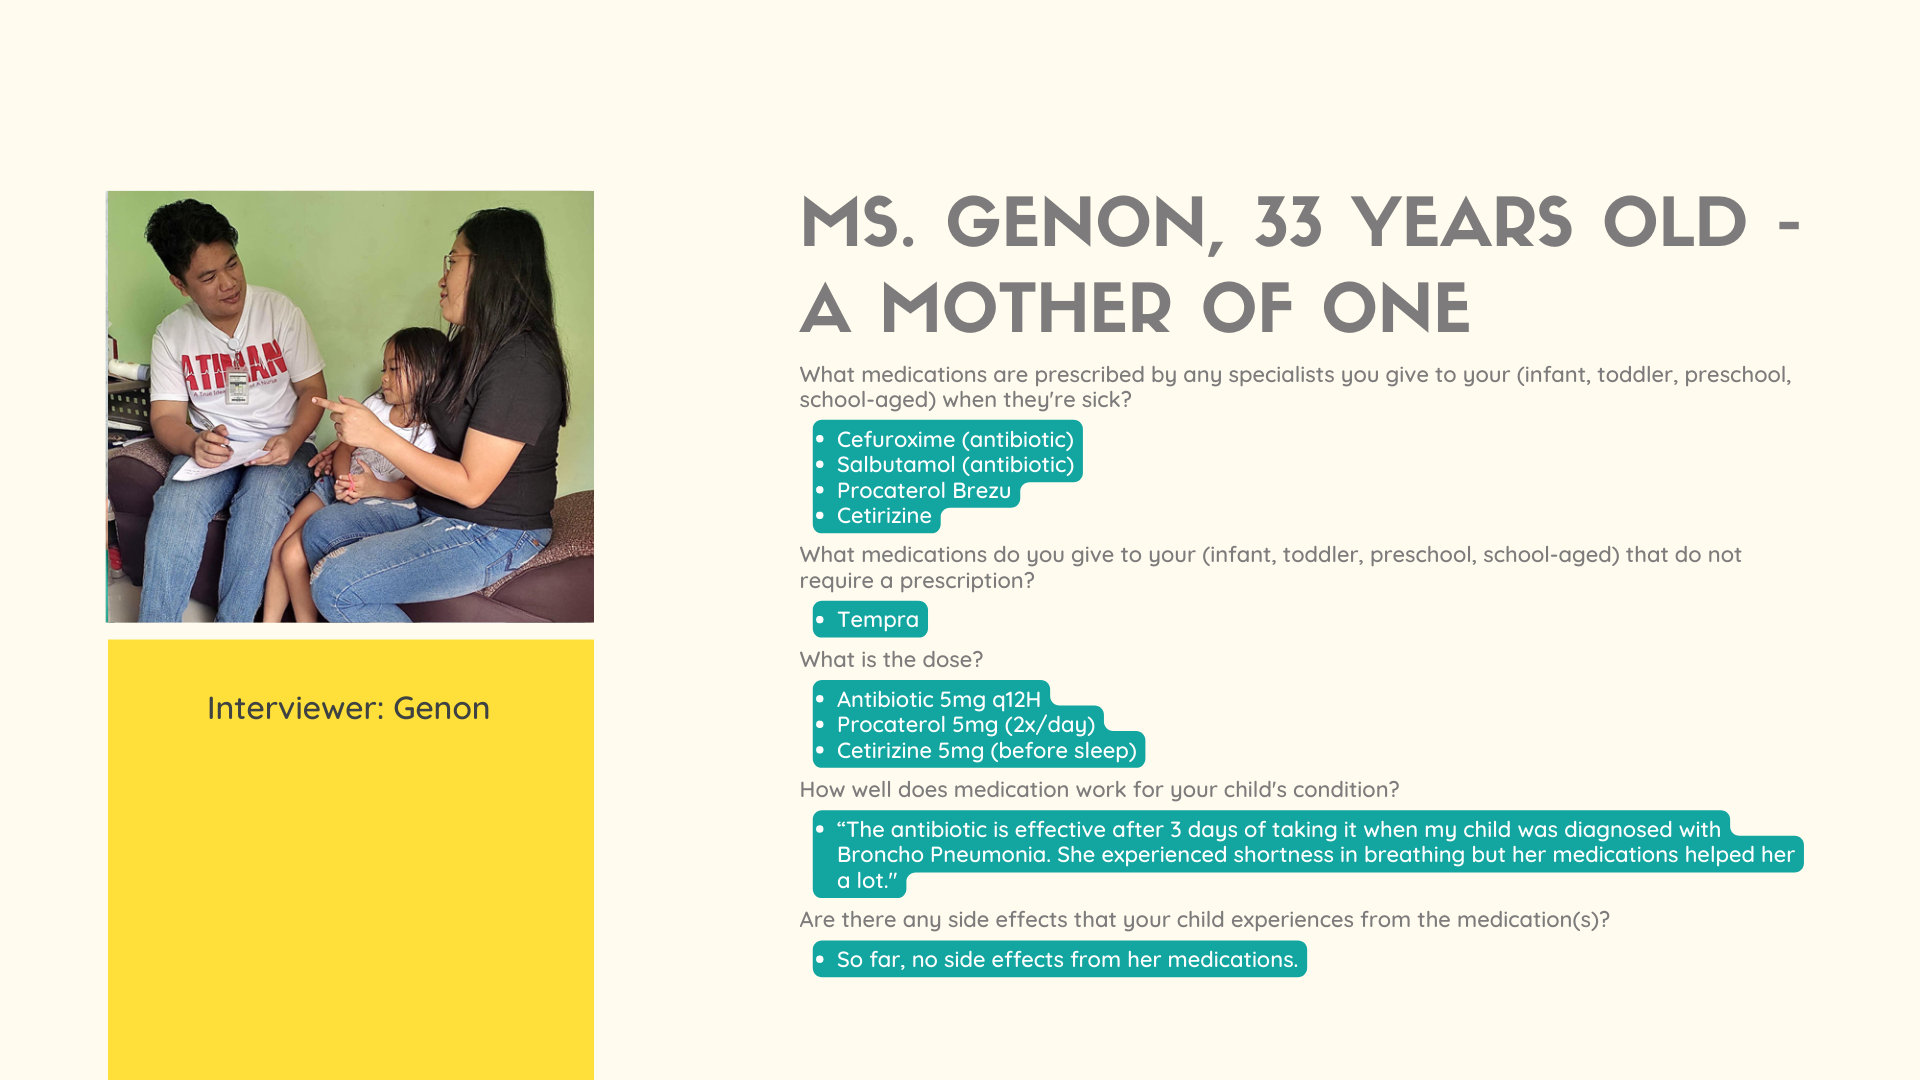 MS. GENON, 33 YEARS OLD -
A MOTHER OF ONE
What medications are prescribed by any specialists you give to your (infant, toddler, preschool,
school-aged) when they're sick?
• Cefuroxime (antibiotic)
• Salbutamol (antibiotic)
• Procaterol Brezu
• Cetirizine
What medications do you give to your (infant, toddler, preschool, school-aged) that do not
require a prescription?
• Tempra
What is the dose?
• Antibiotic 5mg q12H
• Procaterol 5mg (2x/day)
• Cetirizine 5mg (before sleep)
How well does medication work for your child's condition?
• “The antibiotic is effective after 3 days of taking it when my child was diagnosed with
Broncho Pneumonia. She experienced shortness in breathing but her medications helped her
a lot."
Are there any side effects that your child experiences from the medication(s)?
• So far, no side effects from her medications.
Interviewer: Genon